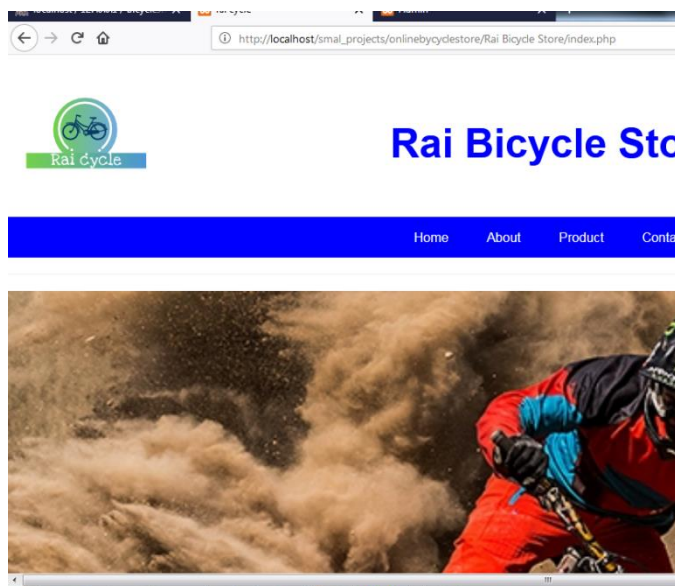 http://localhost/smal_projects/onlinebycyclestore/Rai Bicycle Store/index.php
Rai cycle
Rai Bicycle Sto
Home About Product Conta